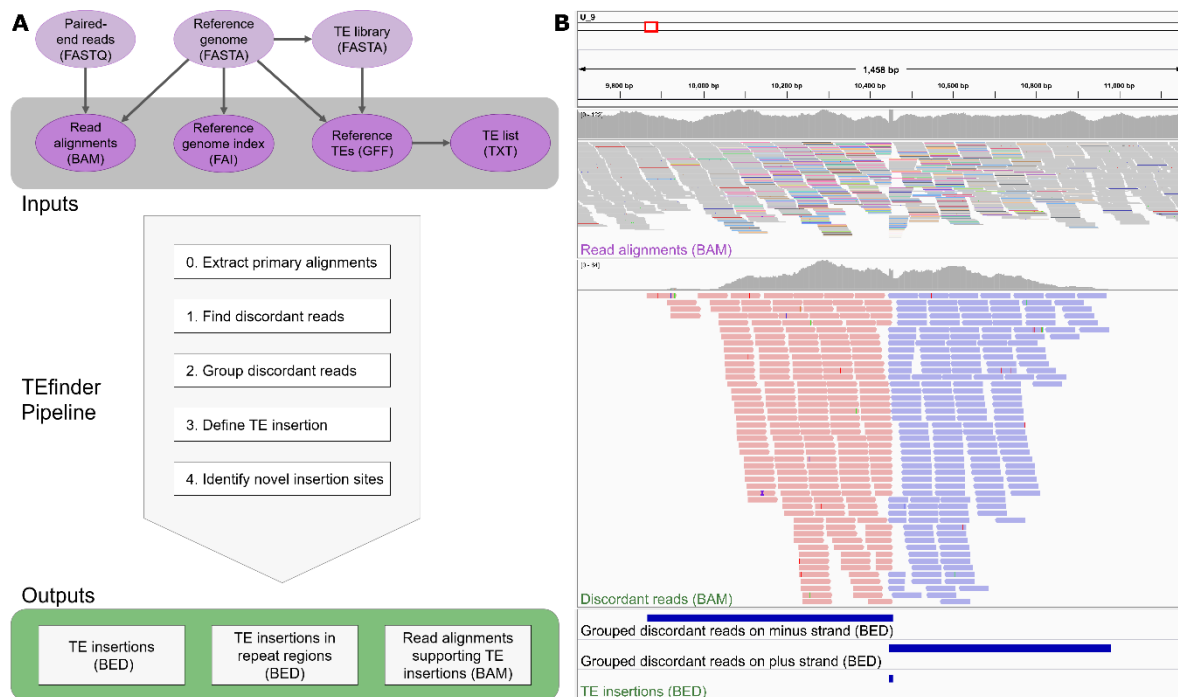 A
Paired-
end reads
(FASTQ)
Reference
genome
(FASTA)
TE library
(FASTA)
Read
alignments
(BAM)
Reference
genome index
(FAI)
Reference
TEs (GFF)
TE list
(TXT)
Inputs
TEfinder
Pipeline
0. Extract primary alignments
1. Find discordant reads
2. Group discordant reads
3. Define TE insertion
4. Identify novel insertion sites
Outputs
TE insertions
(BED)
TE insertions in
repeat regions
(BED)
Read alignments
supporting TE
insertions (BAM)
B
U_9
1,458 bp
9,800 bp
10,000 bp
10,200 bp
10,400 bp
10,600 bp
10,800 bp
11,000 bp
Read alignments (BAM)
Discordant reads (BAM)
Grouped discordant reads on minus strand (BED)
Grouped discordant reads on plus strand (BED)
TE insertions (BED)